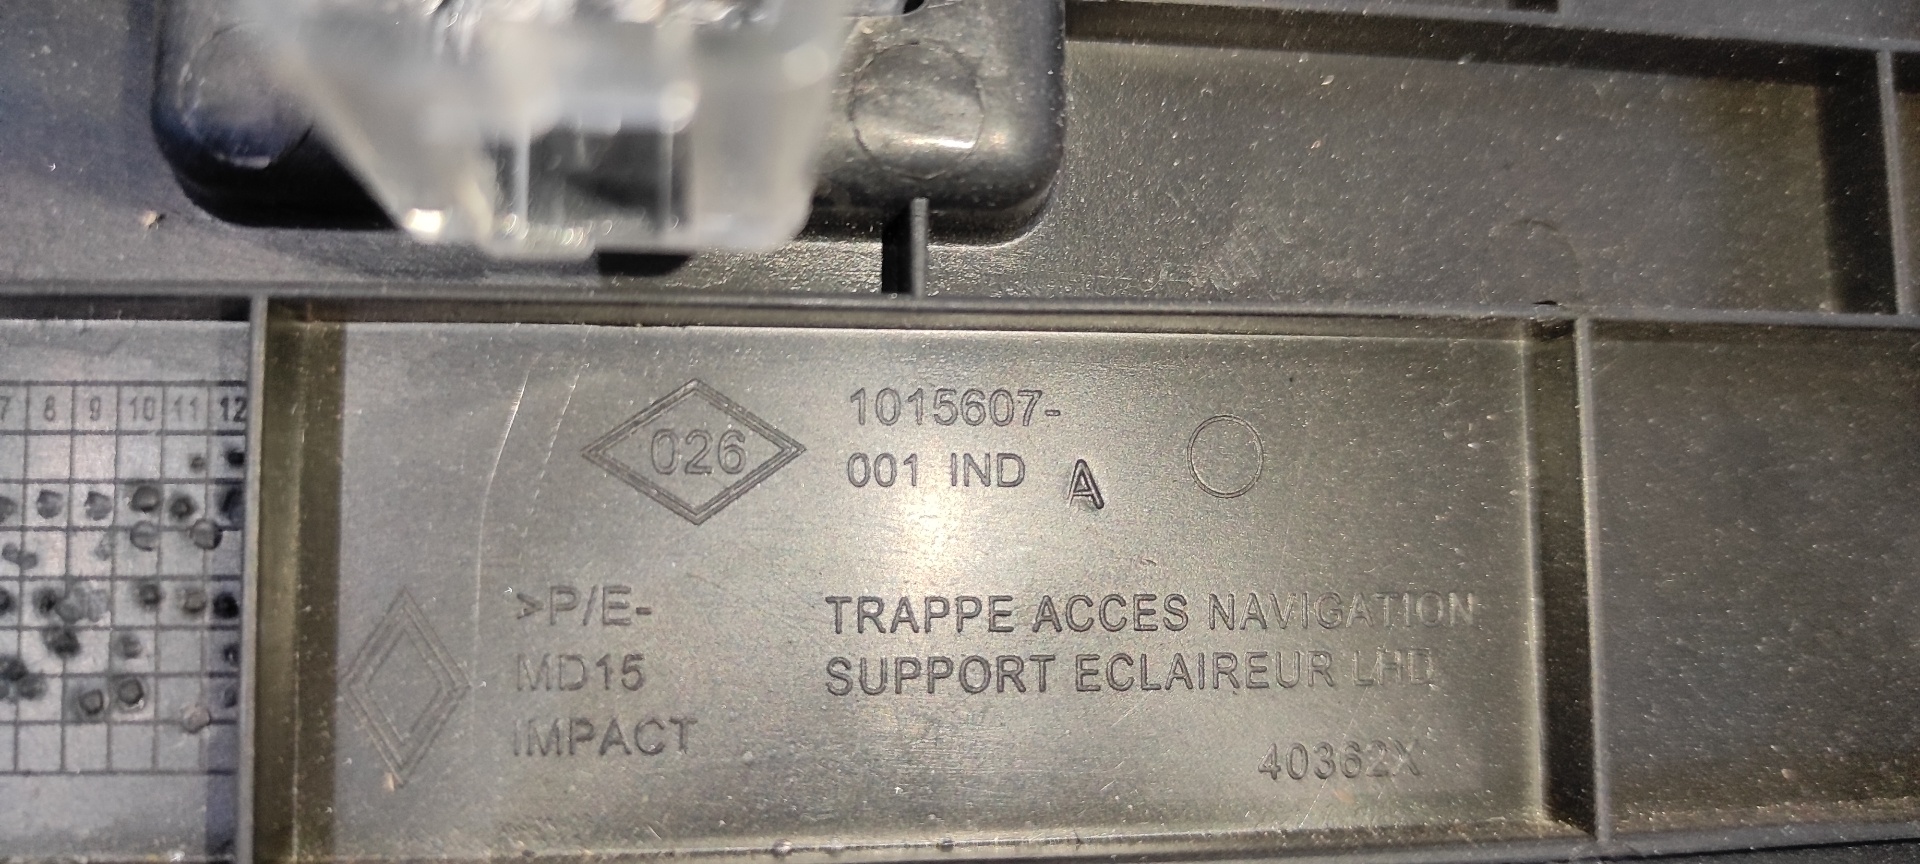 7 8 9 10 11 12
026
1015607-
001 IND A
>P/E-
MD15
IMPACT
TRAPPE ACCES NAVIGATION
SUPPORT ECLAIREUR LHD
40362X